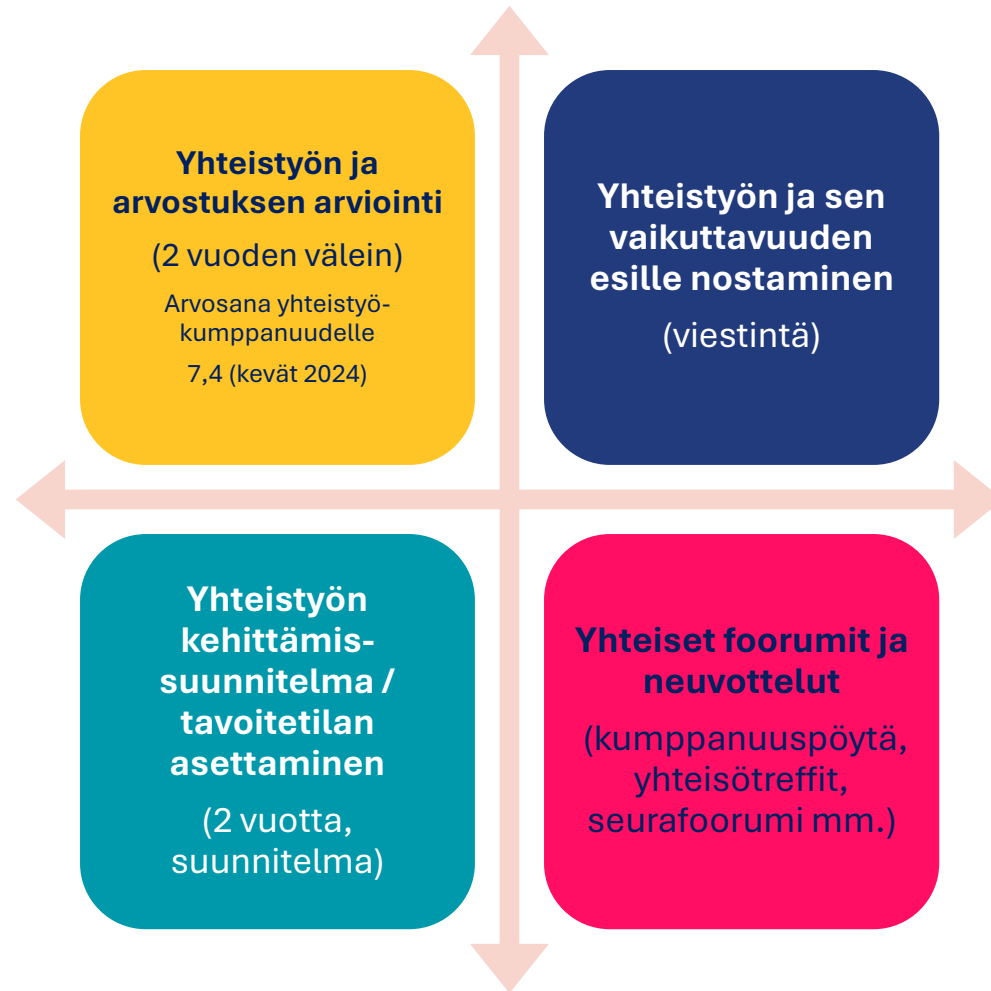 Yhteistyön ja
arvostuksen arviointi
(2 vuoden välein)
Arvosana yhteistyö-
kumppanuudelle
7,4 (kevät 2024)
Yhteistyön ja sen
vaikuttavuuden
esille nostaminen
(viestintä)
Yhteistyön
kehittämis-
suunnitelma /
tavoitetilan
asettaminen
(2 vuotta,
suunnitelma)
Yhteiset foorumit ja
neuvottelut
(kumppanuuspöytä,
yhteisötreffit,
seurafoorumi mm.)